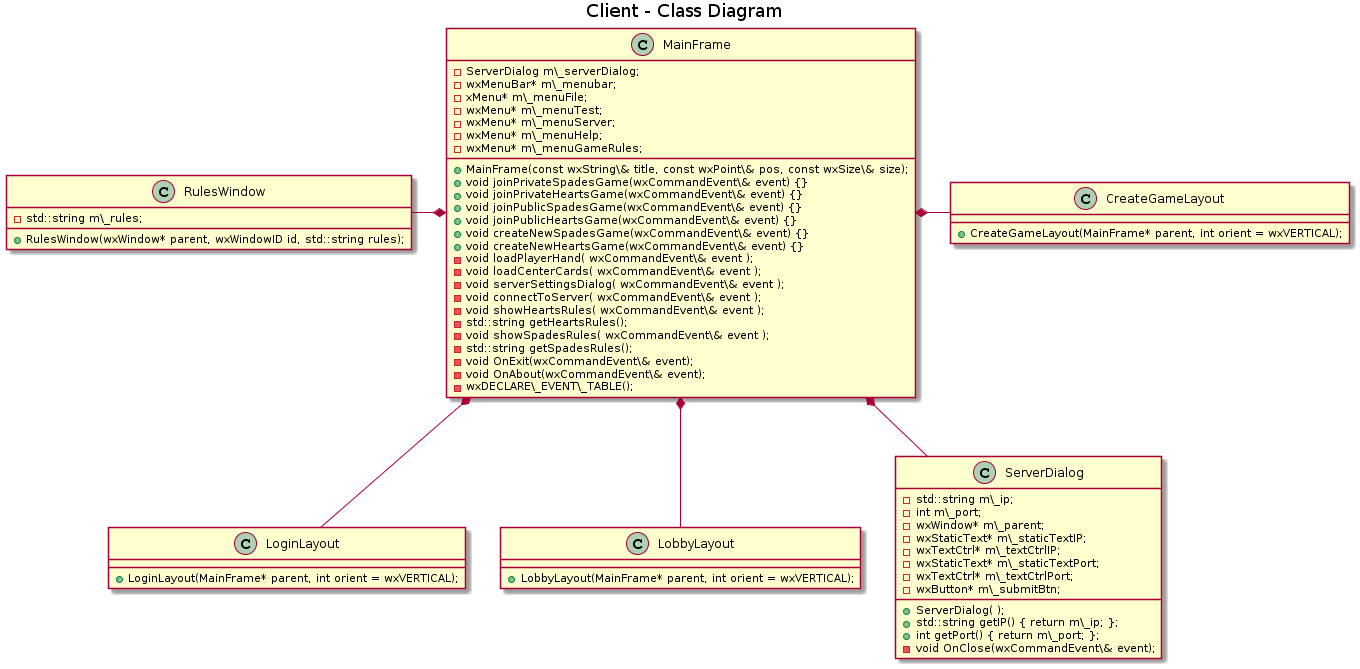 Client - Class Diagram
C MainFrame
ServerDialog m\_serverDialog;
wxMenuBar* m\_menubar;
xMenu* m\_menuFile;
wxMenu* m\_menuTest;
wxMenu* m\_menuServer;
wxMenu* m\_menuHelp;
wxMenu* m\_menuGameRules;
MainFrame(const wxString\& title, const wxPoint\& pos, const wxSize\& size);
void joinPrivateSpadesGame(wxCommandEvent\& event) {}
void joinPrivateHeartsGame(wxCommandEvent\& event) {}
void joinPublicSpadesGame(wxCommandEvent\& event) {}
void joinPublicHeartsGame(wxCommandEvent\& event) {}
void createNewSpadesGame(wxCommandEvent\& event) {}
void createNewHeartsGame(wxCommandEvent\& event) {}
void loadPlayerHand( wxCommandEvent\& event );
void loadCenterCards( wxCommandEvent\& event );
void serverSettingsDialog( wxCommandEvent\& event );
void connectToServer( wxCommandEvent\& event );
void showHeartsRules( wxCommandEvent\& event );
std::string getHeartsRules();
void showSpadesRules( wxCommandEvent\& event );
std::string getSpadesRules();
void OnExit(wxCommandEvent\& event);
void OnAbout(wxCommandEvent\& event);
wxDECLARE\_EVENT\_TABLE();
C RulesWindow
std::string m\_rules;
RulesWindow(wxWindow* parent, wxWindowID id, std::string rules);
C CreateGameLayout
CreateGameLayout(MainFrame* parent, int orient = wxVERTICAL);
C LoginLayout
LoginLayout(MainFrame* parent, int orient = wxVERTICAL);
C LobbyLayout
LobbyLayout(MainFrame* parent, int orient = wxVERTICAL);
C ServerDialog
std::string m\_ip;
int m\_port;
wxWindow* m\_parent;
wxStaticText* m\_staticTextIP;
wxTextCtrl* m\_textCtrlIP;
wxStaticText* m\_staticTextPort;
wxTextCtrl* m\_textCtrlPort;
wxButton* m\_submitBtn;
ServerDialog( );
std::string getIP() { return m\_ip; };
int getPort() { return m\_port; };
void OnClose(wxCommandEvent\& event);